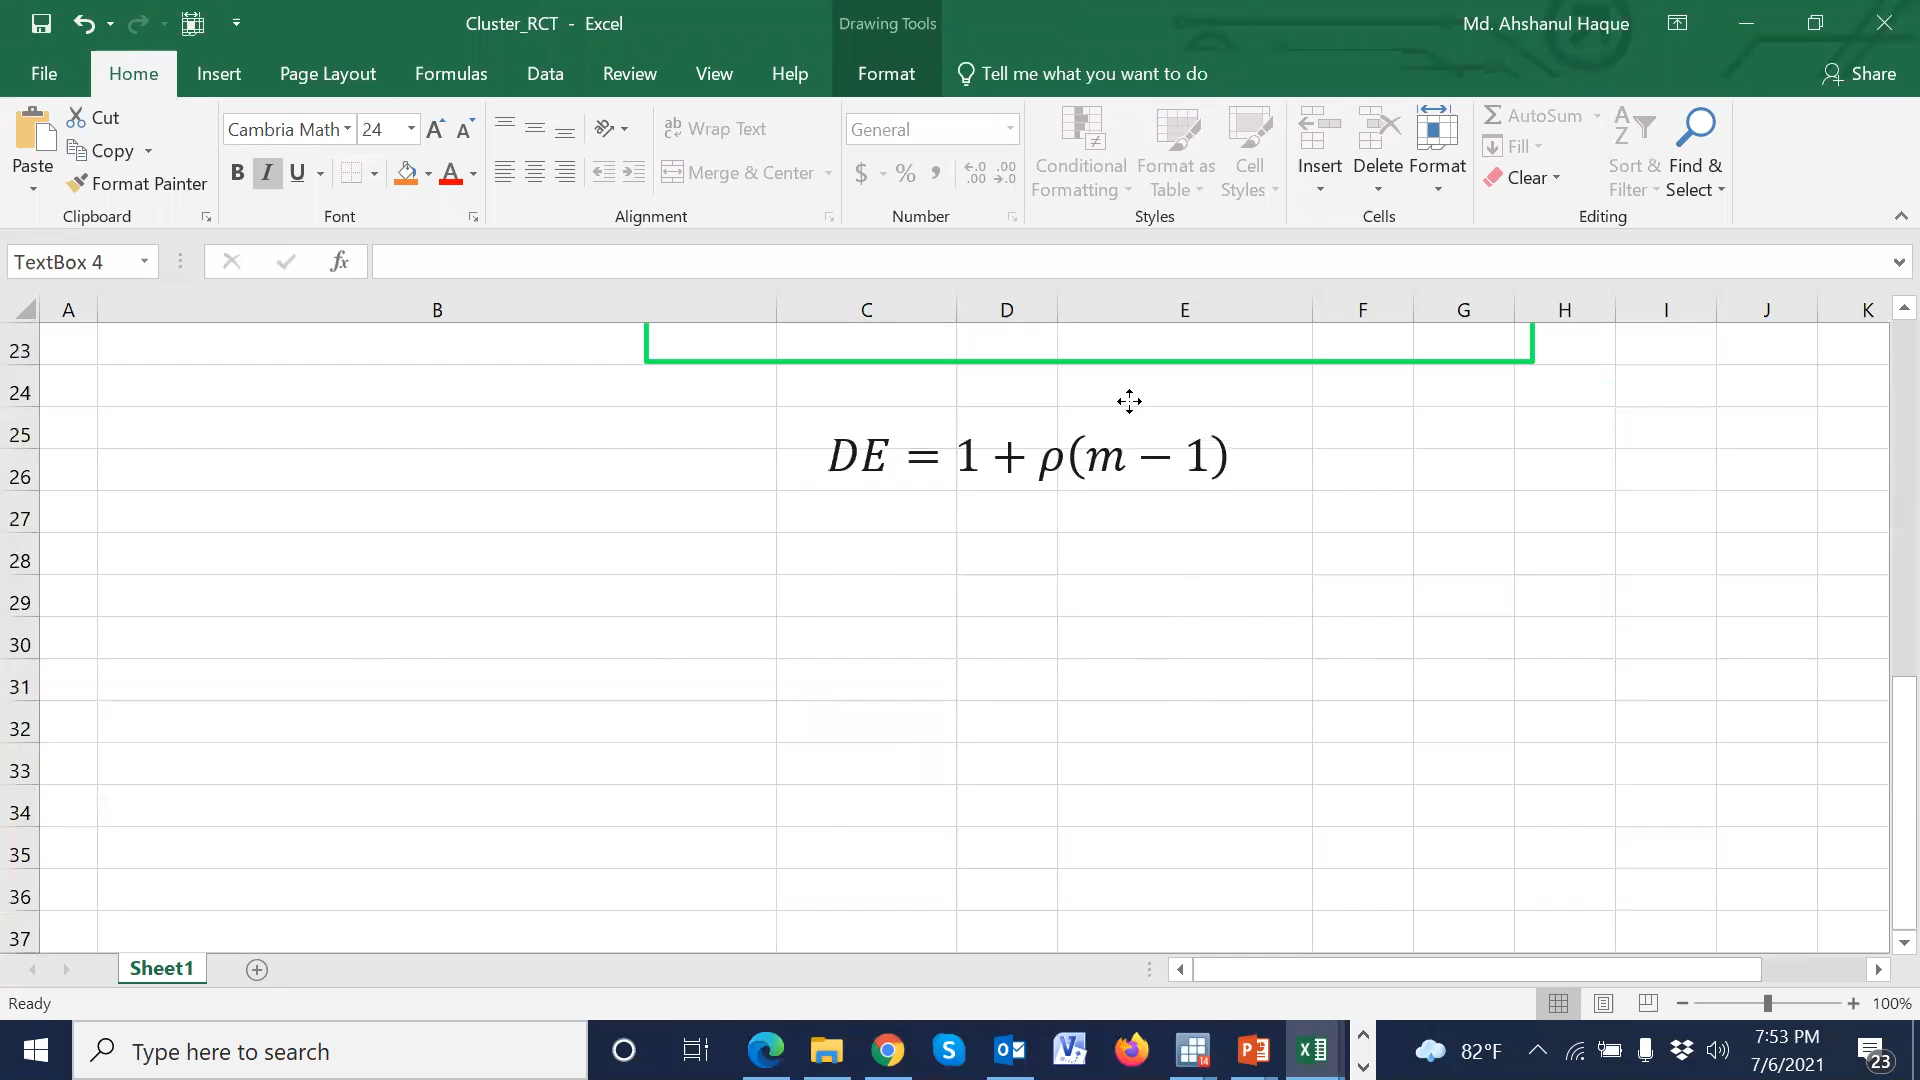 Cluster_RCT - Excel
Drawing Tools
Md. Ahshanul Haque
File Home Insert Page Layout Formulas Data Review View Help Format Tell me what you want to do Share
Cut
Copy
Format Painter
Paste
Clipboard
Cambria Math 24
B I U
Font
Wrap Text
Merge & Center
Alignment
General
$ % ,
Number
Conditional Formatting
Format as Table
Cell Styles
Styles
Insert Delete Format
Cells
AutoSum
Fill
Clear
Sort & Filter
Find & Select
Editing
TextBox 4
fx
A B C D E F G H I J K
23
24
25
26
27
28
29
30
31
32
33
34
35
36
37
DE = 1 + ρ(m − 1)
Sheet1
Ready
100%
Type here to search
14
82°F
7:53 PM
7/6/2021
23